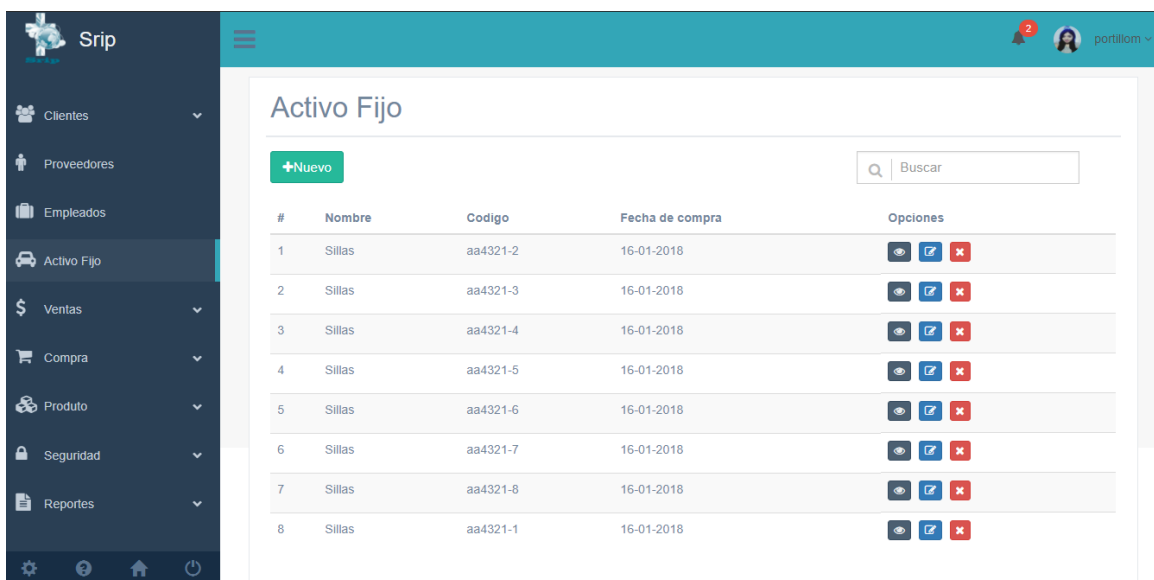 Srip
2
portillom
Clientes
Proveedores
Empleados
Activo Fijo
Ventas
Compra
Produto
Seguridad
Reportes
Activo Fijo
+Nuevo
Buscar
# Nombre Codigo Fecha de compra Opciones
1 Sillas aa4321-2 16-01-2018
2 Sillas aa4321-3 16-01-2018
3 Sillas aa4321-4 16-01-2018
4 Sillas aa4321-5 16-01-2018
5 Sillas aa4321-6 16-01-2018
6 Sillas aa4321-7 16-01-2018
7 Sillas aa4321-8 16-01-2018
8 Sillas aa4321-1 16-01-2018